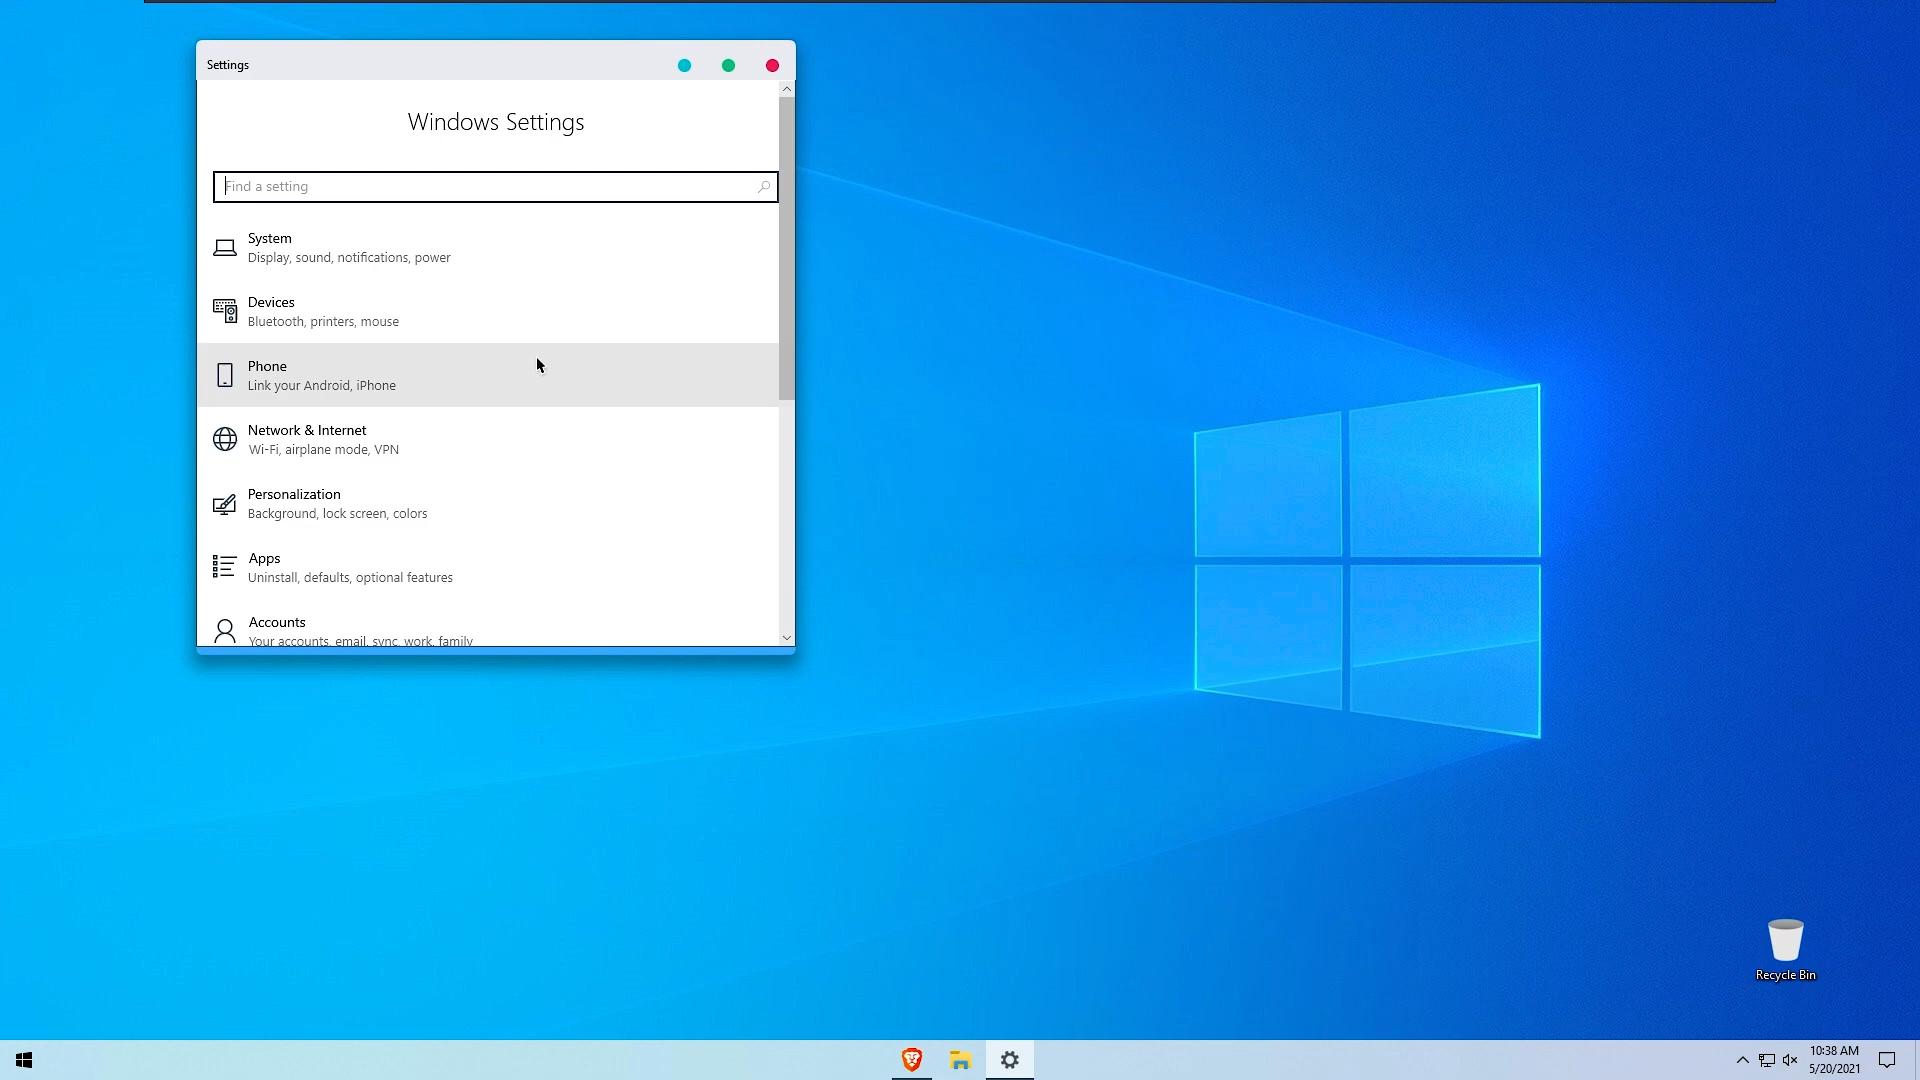 Settings
Windows Settings
Find a setting
System
Display, sound, notifications, power
Devices
Bluetooth, printers, mouse
Phone
Link your Android, iPhone
Network & Internet
Wi-Fi, airplane mode, VPN
Personalization
Background, lock screen, colors
Apps
Uninstall, defaults, optional features
Accounts
Your accounts, email, sync, work, family
Recycle Bin
10:38 AM
5/20/2021